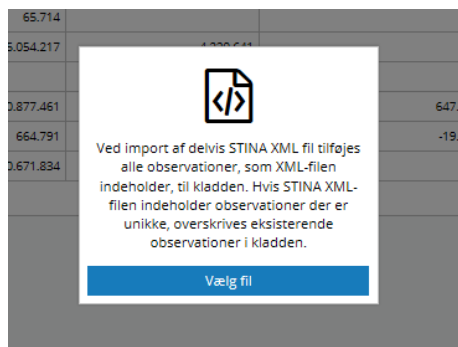 65.714
5.054.217
0.877.461
647.
664.791
-19.
0.671.834
Ved import af delvis STINA XML fil tilføjes
alle observationer, som XML-filen
indeholder, til kladden. Hvis STINA XML-
filen indeholder observationer der er
unikke, overskrives eksisterende
observationer i kladden.
Vælg fil